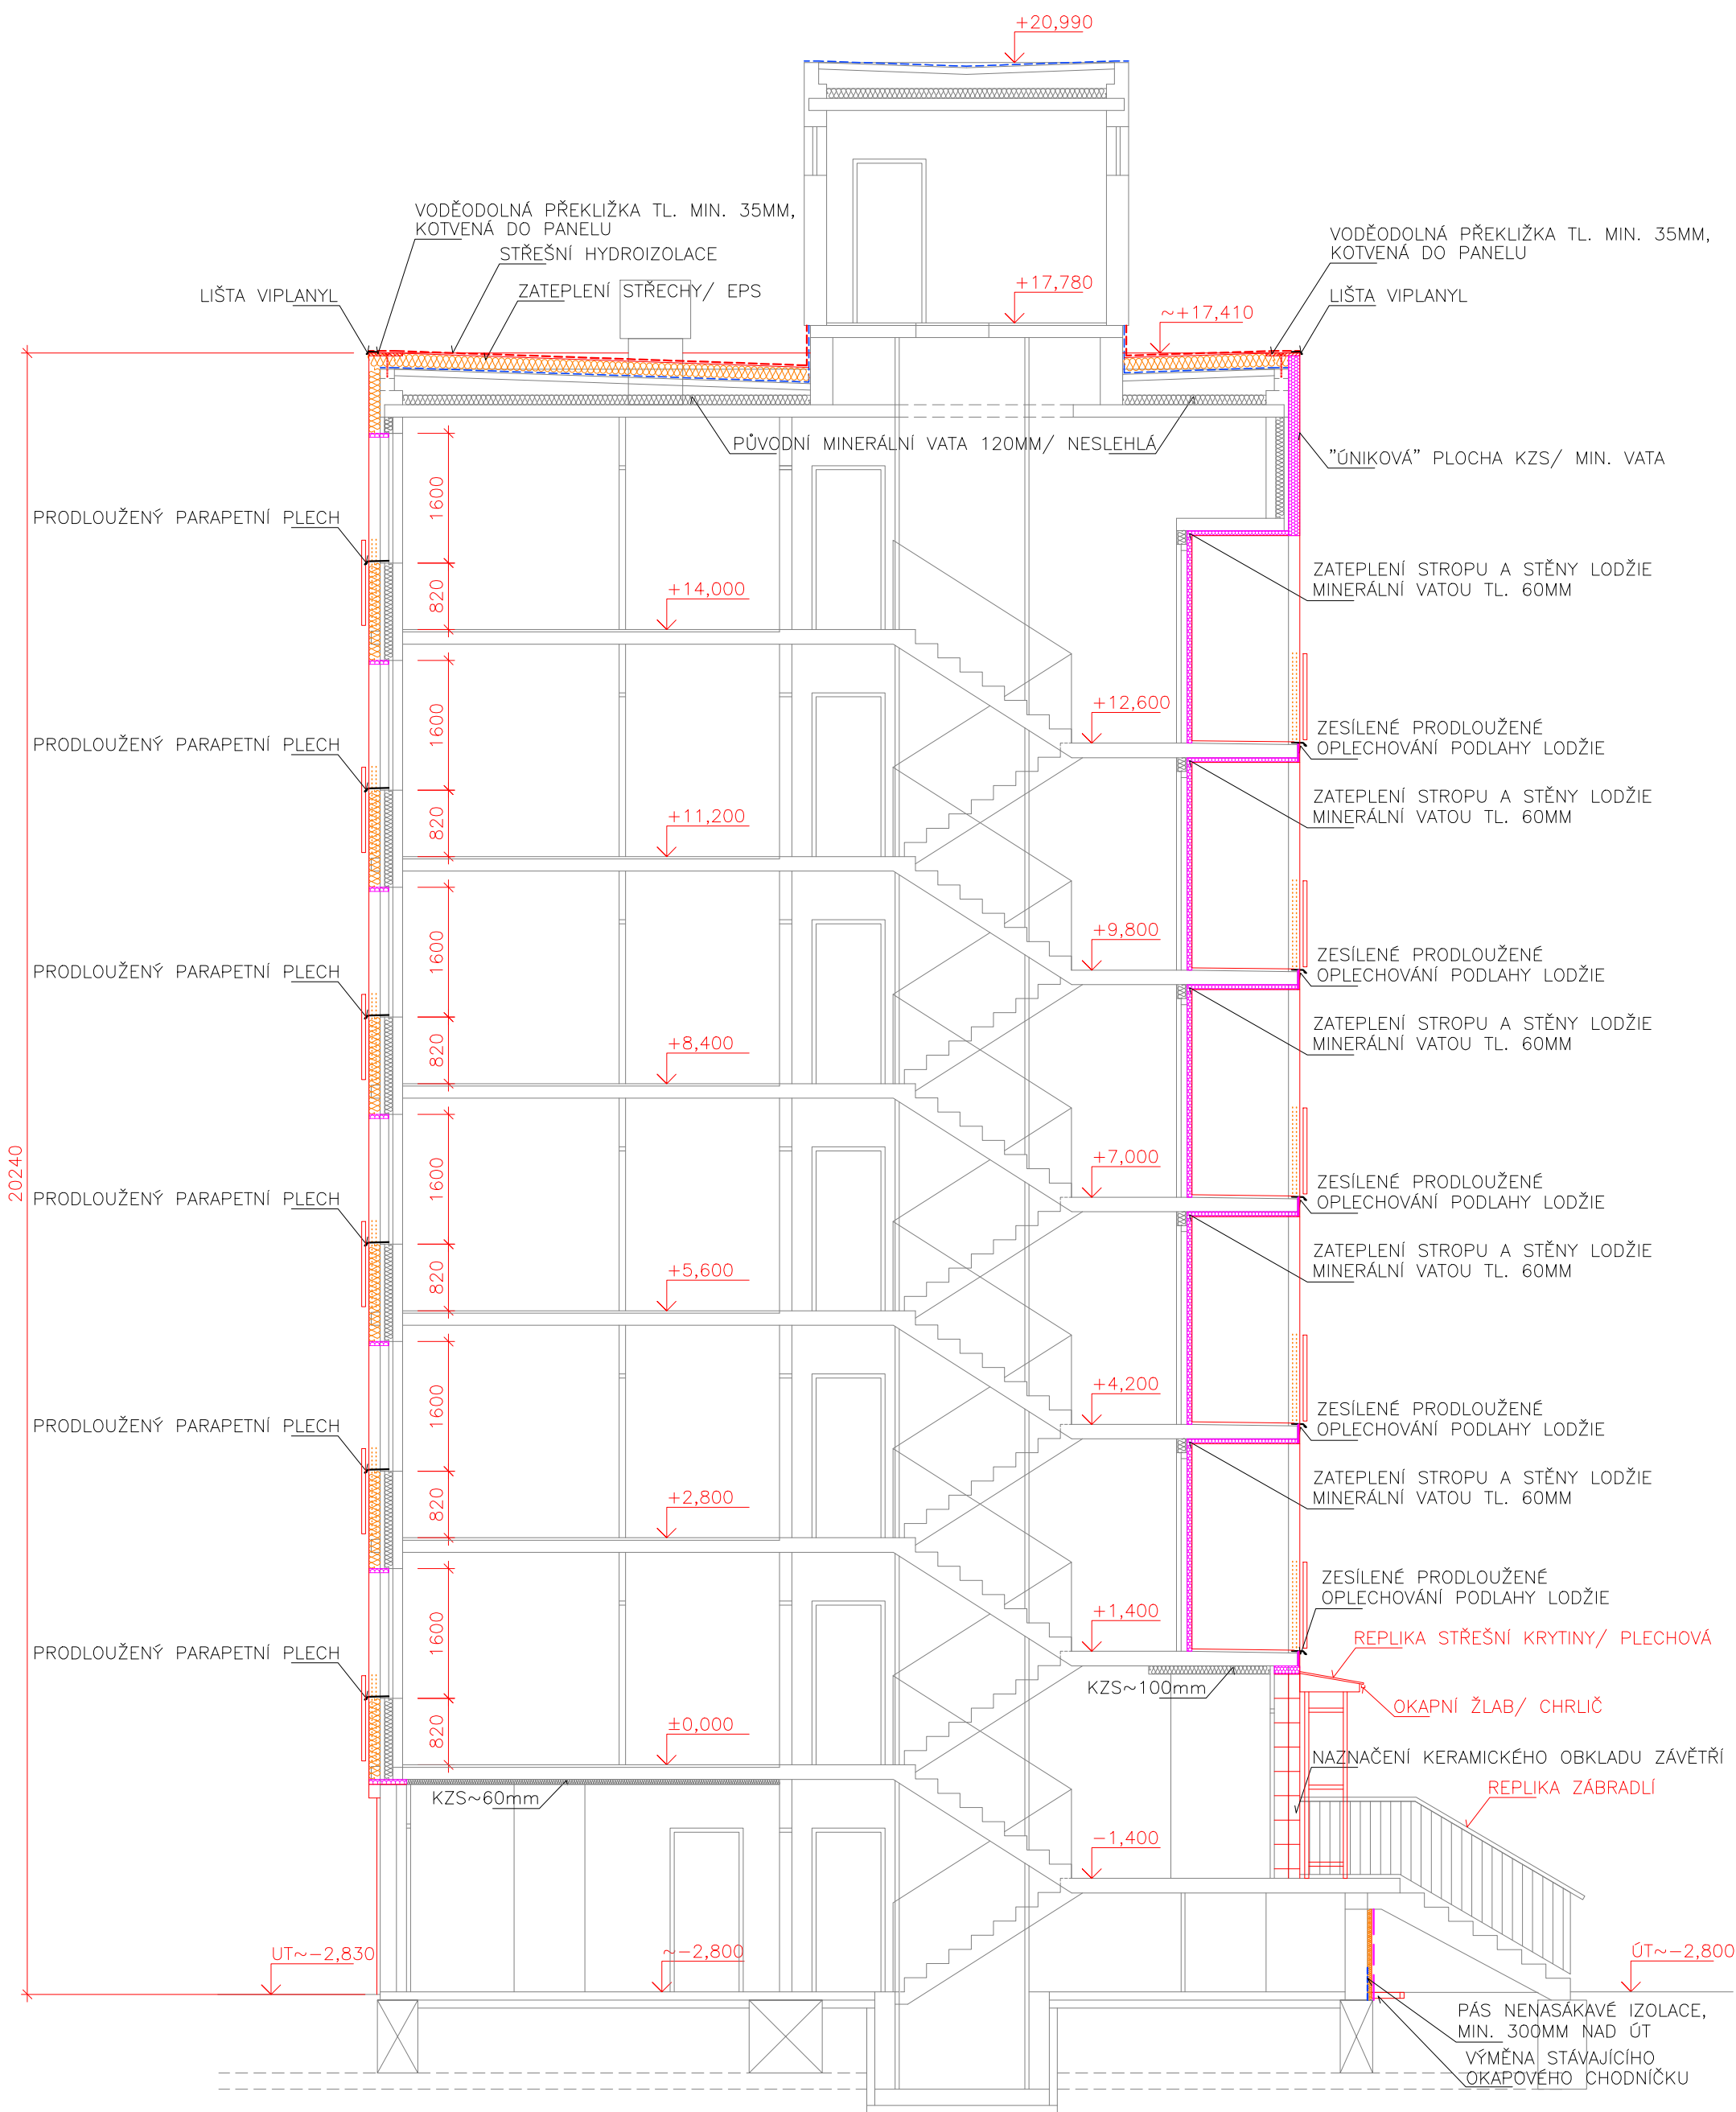 +20,990
VODĚODOLNÁ PŘEKLIŽKA TL. MIN. 35MM,
KOTVENÁ DO PANELU
STŘEŠNÍ HYDROIZOLACE
ZATEPLENÍ STŘECHY/ EPS
LIŠTA VIPLANYL
VODĚODOLNÁ PŘEKLIŽKA TL. MIN. 35MM,
KOTVENÁ DO PANELU
LIŠTA VIPLANYL
+17,780
~+17,410
PŮVODNÍ MINERÁLNÍ VATA 120MM/ NESLEHLÁ
"ÚNIKOVÁ" PLOCHA KZS/ MIN. VATA
1600
PRODLOUŽENÝ PARAPETNÍ PLECH
820
+14,000
ZATEPLENÍ STROPU A STĚNY LODŽIE
MINERÁLNÍ VATOU TL. 60MM
+12,600
ZESÍLENÉ PRODLOUŽENÉ
OPLECHOVÁNÍ PODLAHY LODŽIE
1600
PRODLOUŽENÝ PARAPETNÍ PLECH
820
+11,200
ZATEPLENÍ STROPU A STĚNY LODŽIE
MINERÁLNÍ VATOU TL. 60MM
+9,800
ZESÍLENÉ PRODLOUŽENÉ
OPLECHOVÁNÍ PODLAHY LODŽIE
1600
PRODLOUŽENÝ PARAPETNÍ PLECH
820
+8,400
ZATEPLENÍ STROPU A STĚNY LODŽIE
MINERÁLNÍ VATOU TL. 60MM
+7,000
ZESÍLENÉ PRODLOUŽENÉ
OPLECHOVÁNÍ PODLAHY LODŽIE
20240
1600
PRODLOUŽENÝ PARAPETNÍ PLECH
820
+5,600
ZATEPLENÍ STROPU A STĚNY LODŽIE
MINERÁLNÍ VATOU TL. 60MM
+4,200
ZESÍLENÉ PRODLOUŽENÉ
OPLECHOVÁNÍ PODLAHY LODŽIE
1600
PRODLOUŽENÝ PARAPETNÍ PLECH
820
+2,800
ZATEPLENÍ STROPU A STĚNY LODŽIE
MINERÁLNÍ VATOU TL. 60MM
+1,400
ZESÍLENÉ PRODLOUŽENÉ
OPLECHOVÁNÍ PODLAHY LODŽIE
1600
PRODLOUŽENÝ PARAPETNÍ PLECH
820
±0,000
REPLIKA STŘEŠNÍ KRYTINY/ PLECHOVÁ
KZS~100mm
OKAPNÍ ŽLAB/ CHRLIČ
NAZNAČENÍ KERAMICKÉHO OBKLADU ZÁVĚTŘÍ
REPLIKA ZÁBRADLÍ
KZS~60mm
-1,400
UT~-2,830
~-2,800
ÚT~-2,800
PÁS NENASÁKAVÉ IZOLACE,
MIN. 300MM NAD ÚT
VÝMĚNA STÁVAJÍCÍHO
OKAPOVÉHO CHODNÍČKU